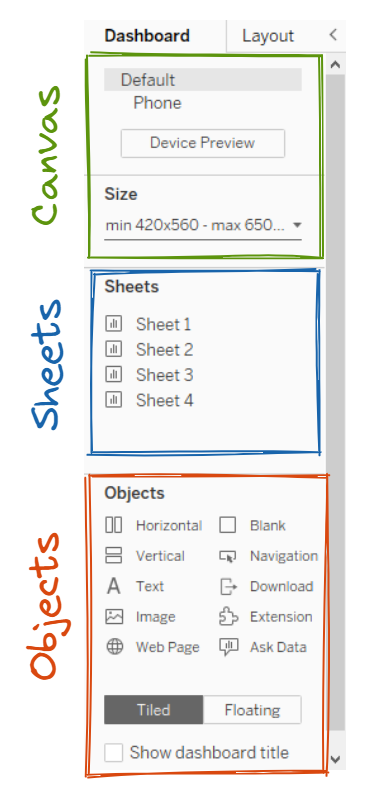 Dashboard Layout
Canvas
Default
Phone
Device Preview
Size
min 420x560 - max 650...
Sheets
Sheets
Sheet 1
Sheet 2
Sheet 3
Sheet 4
Objects
Objects
Horizontal Blank
Vertical Navigation
A Text Download
Image Extension
Web Page Ask Data
Tiled Floating
Show dashboard title